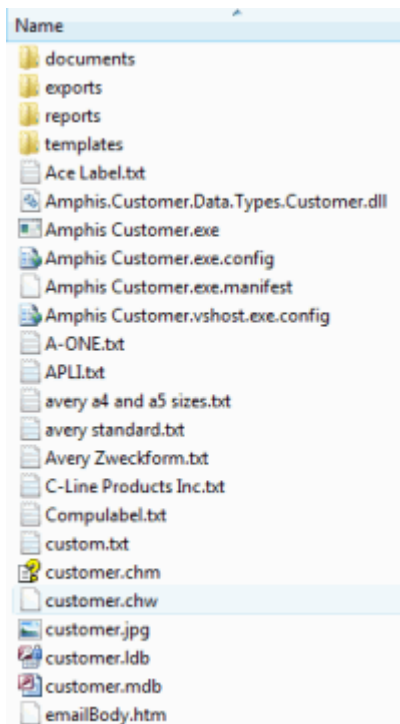 Name
documents
exports
reports
templates
Ace Label.txt
Amphis.Customer.Data.Types.Customer.dll
Amphis Customer.exe
Amphis Customer.exe.config
Amphis Customer.exe.manifest
Amphis Customer.vshost.exe.config
A-ONE.txt
APLI.txt
avery a4 and a5 sizes.txt
avery standard.txt
Avery Zweckform.txt
C-Line Products Inc.txt
Compulabel.txt
custom.txt
customer.chm
customer.chw
customer.jpg
customer.ldb
customer.mdb
emailBody.htm